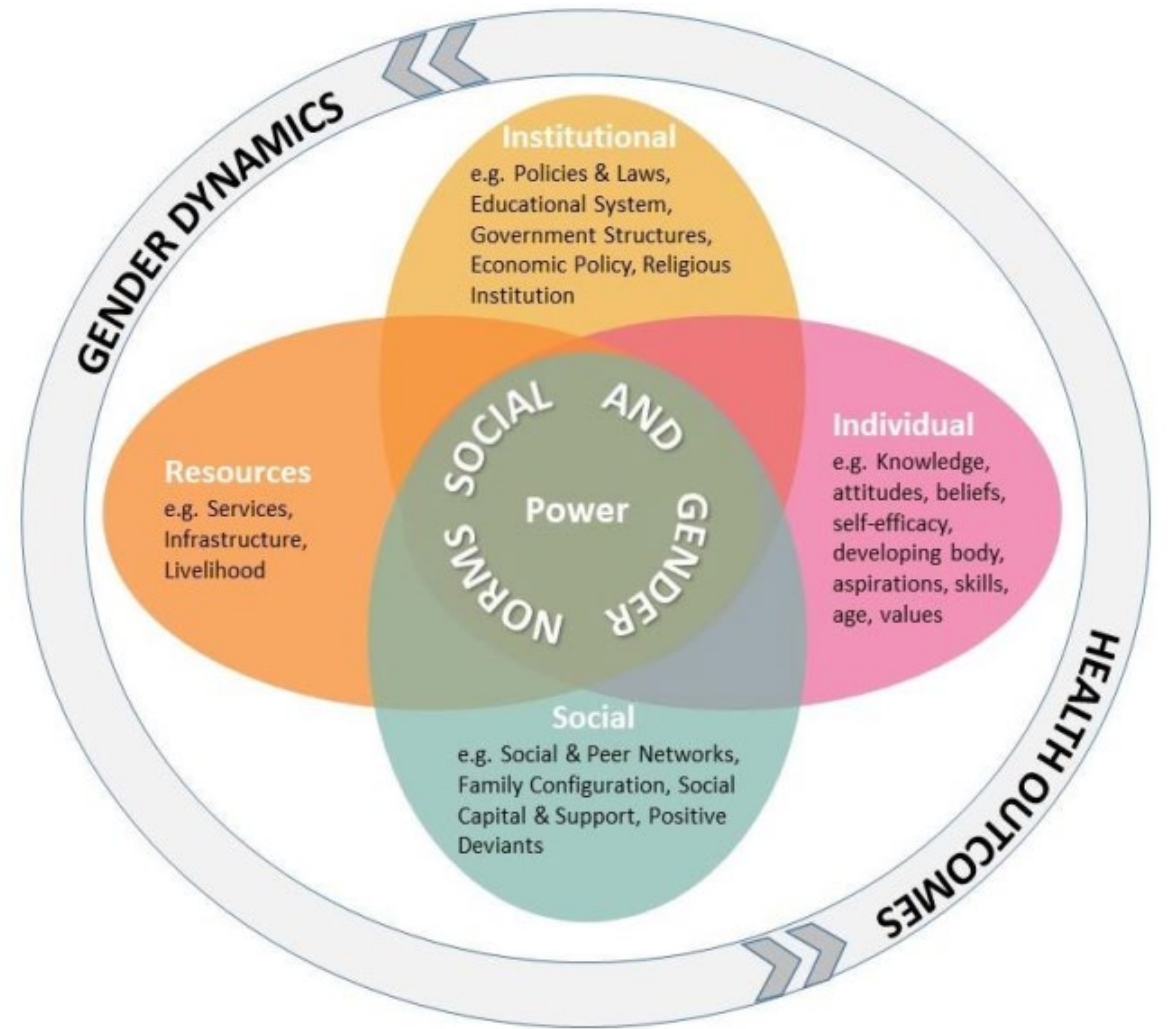 GENDER DYNAMICS
Institutional
e.g. Policies & Laws,
Educational System,
Government Structures,
Economic Policy, Religious
Institution
Resources
e.g. Services,
Infrastructure,
Livelihood
SOCIAL AND GENDER NORMS
Power
Individual
e.g. Knowledge,
attitudes, beliefs,
self-efficacy,
developing body,
aspirations, skills,
age, values
Social
e.g. Social & Peer Networks,
Family Configuration, Social
Capital & Support, Positive
Deviants
HEALTH OUTCOMES